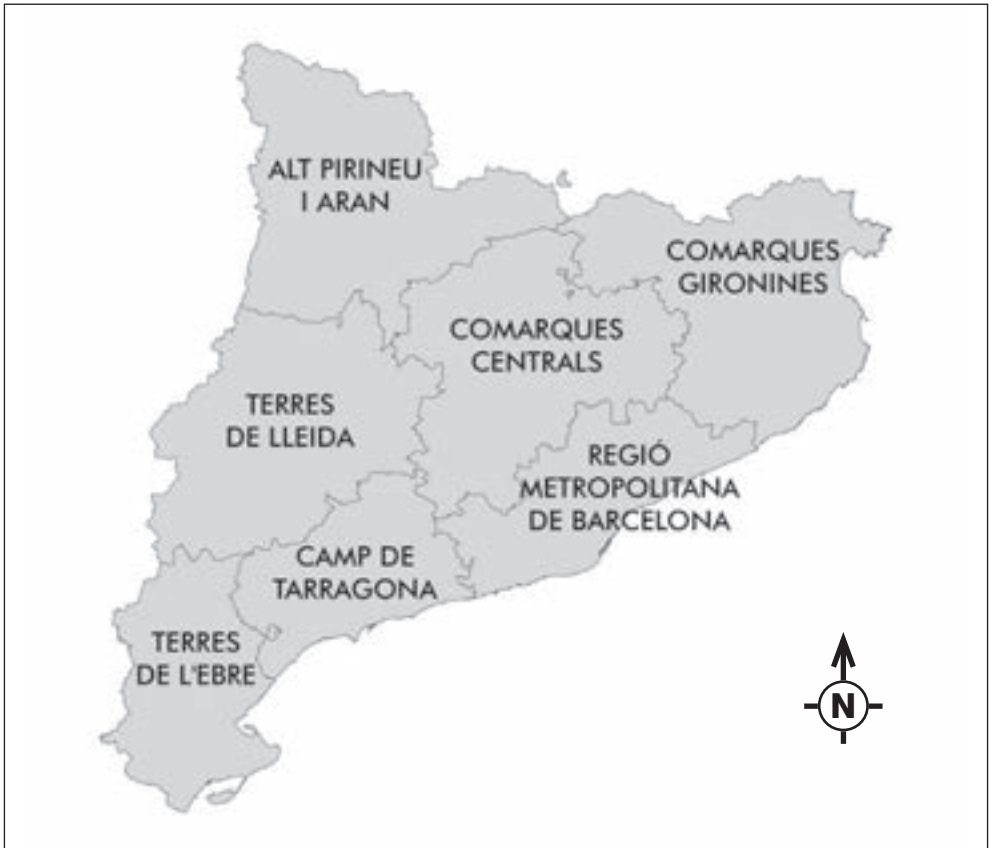 ALT PIRINEU
I ARAN
COMARQUES
GIRONINES
COMARQUES
CENTRALS
TERRES
DE LLEIDA
REGIÓ
METROPOLITANA
DE BARCELONA
CAMP DE
TARRAGONA
TERRES
DE L'EBRE
N